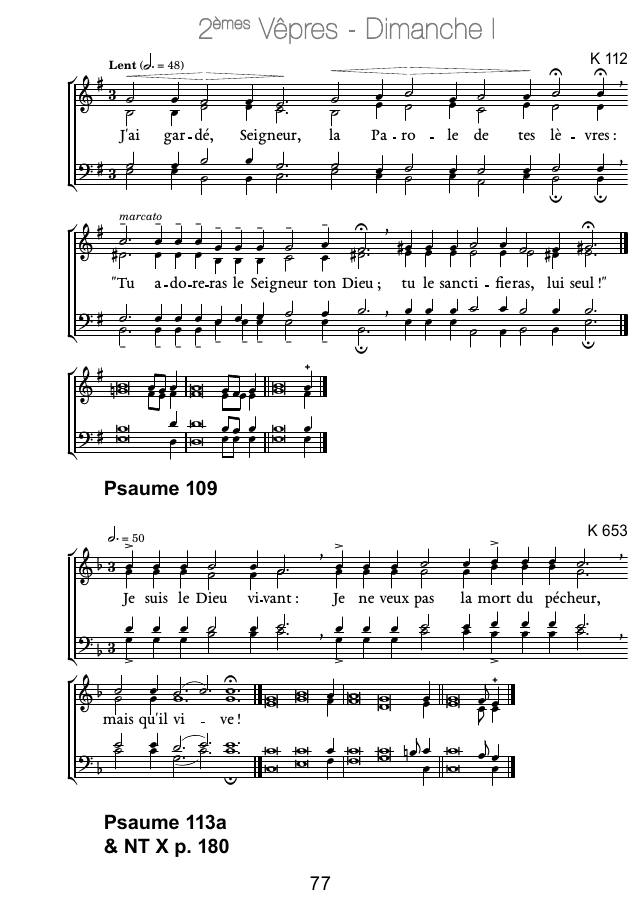 2èmes Vêpres - Dimanche I
K 112
Lent (𝅗𝅥. = 48)
J'ai gar-dé, Seigneur, la Pa-ro-le de tes lè-vres:
marcato
"Tu a-do-re-ras le Seigneur ton Dieu; tu le sancti-fieras, lui seul!"
Psaume 109
K 653
𝅗𝅥. = 50
Je suis le Dieu vi-vant: Je ne veux pas la mort du pécheur,
mais qu'il vi-ve!
Psaume 113a
& NT X p. 180
77